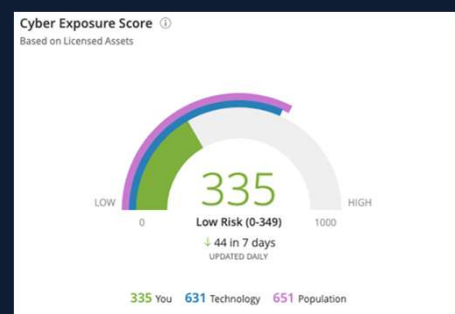 Cyber Exposure Score
Based on Licensed Assets
335
LOW
HIGH
0
Low Risk (0-349)
1000
↓ 44 in 7 days
UPDATED DAILY
335 You 631 Technology 651 Population